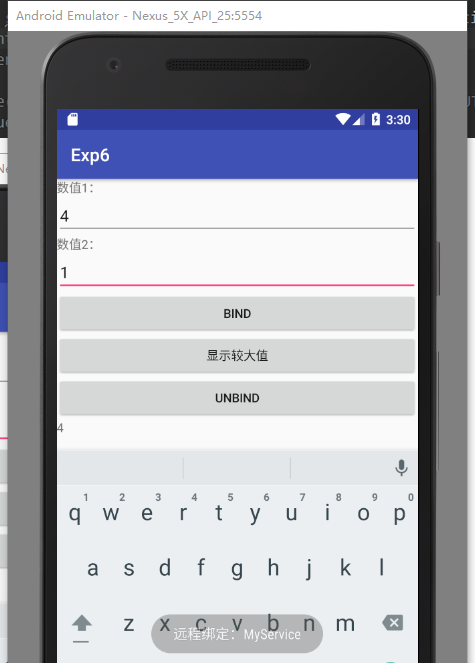 Android Emulator - Nexus_5X_API_25:5554
3:30
Exp6
数值1：
4
数值2：
1
BIND
显示较大值
UNBIND
4
1 2 3 4 5 6 7 8 9 0
q w e r t y u i o p
a s d f g h j k l
z x c v b n m
远程绑定：MyService